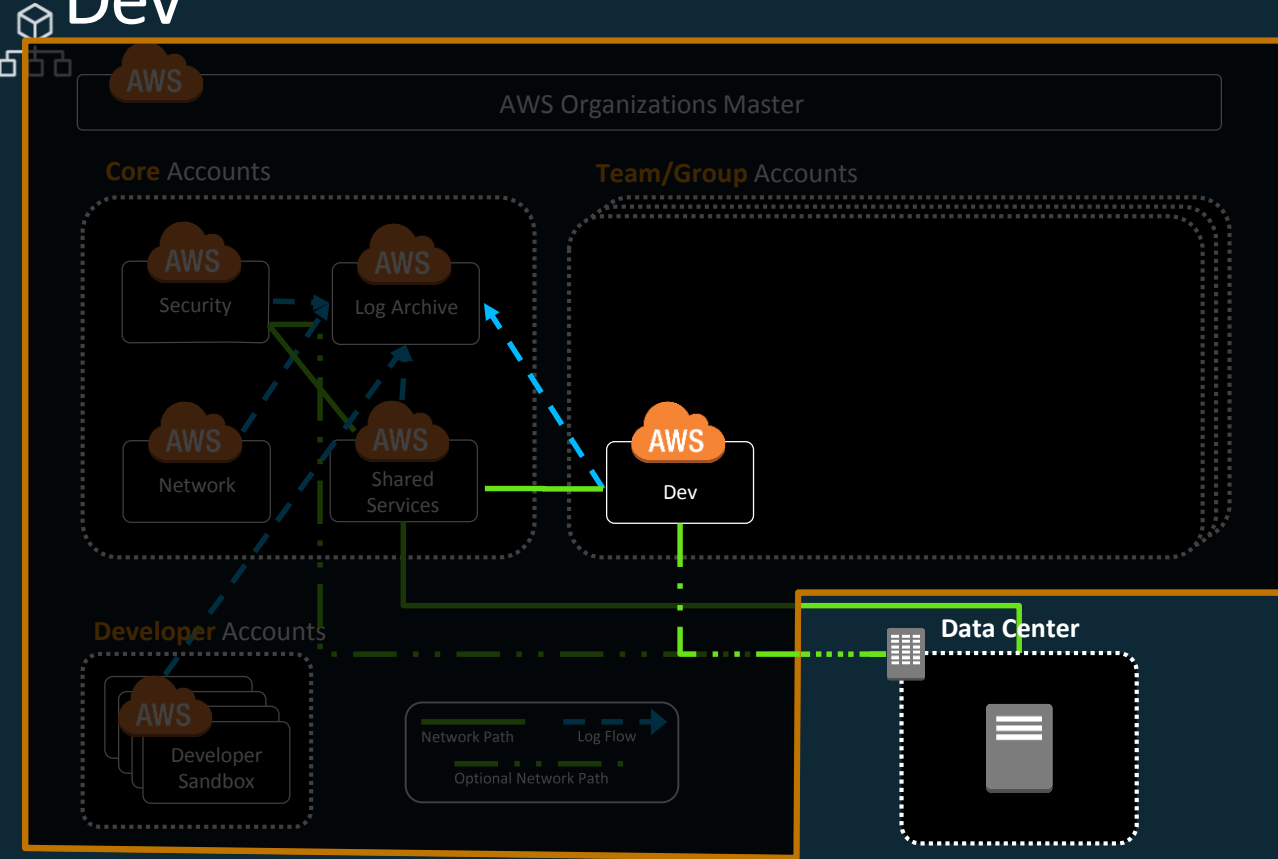 Dev
AWS
AWS Organizations Master
Core Accounts
Team/Group Accounts
AWS
AWS
Security
Log Archive
AWS
AWS
AWS
Network
Shared
Services
Dev
Developer Accounts
Data Center
AWS
Developer
Sandbox
Network Path
Log Flow
Optional Network Path